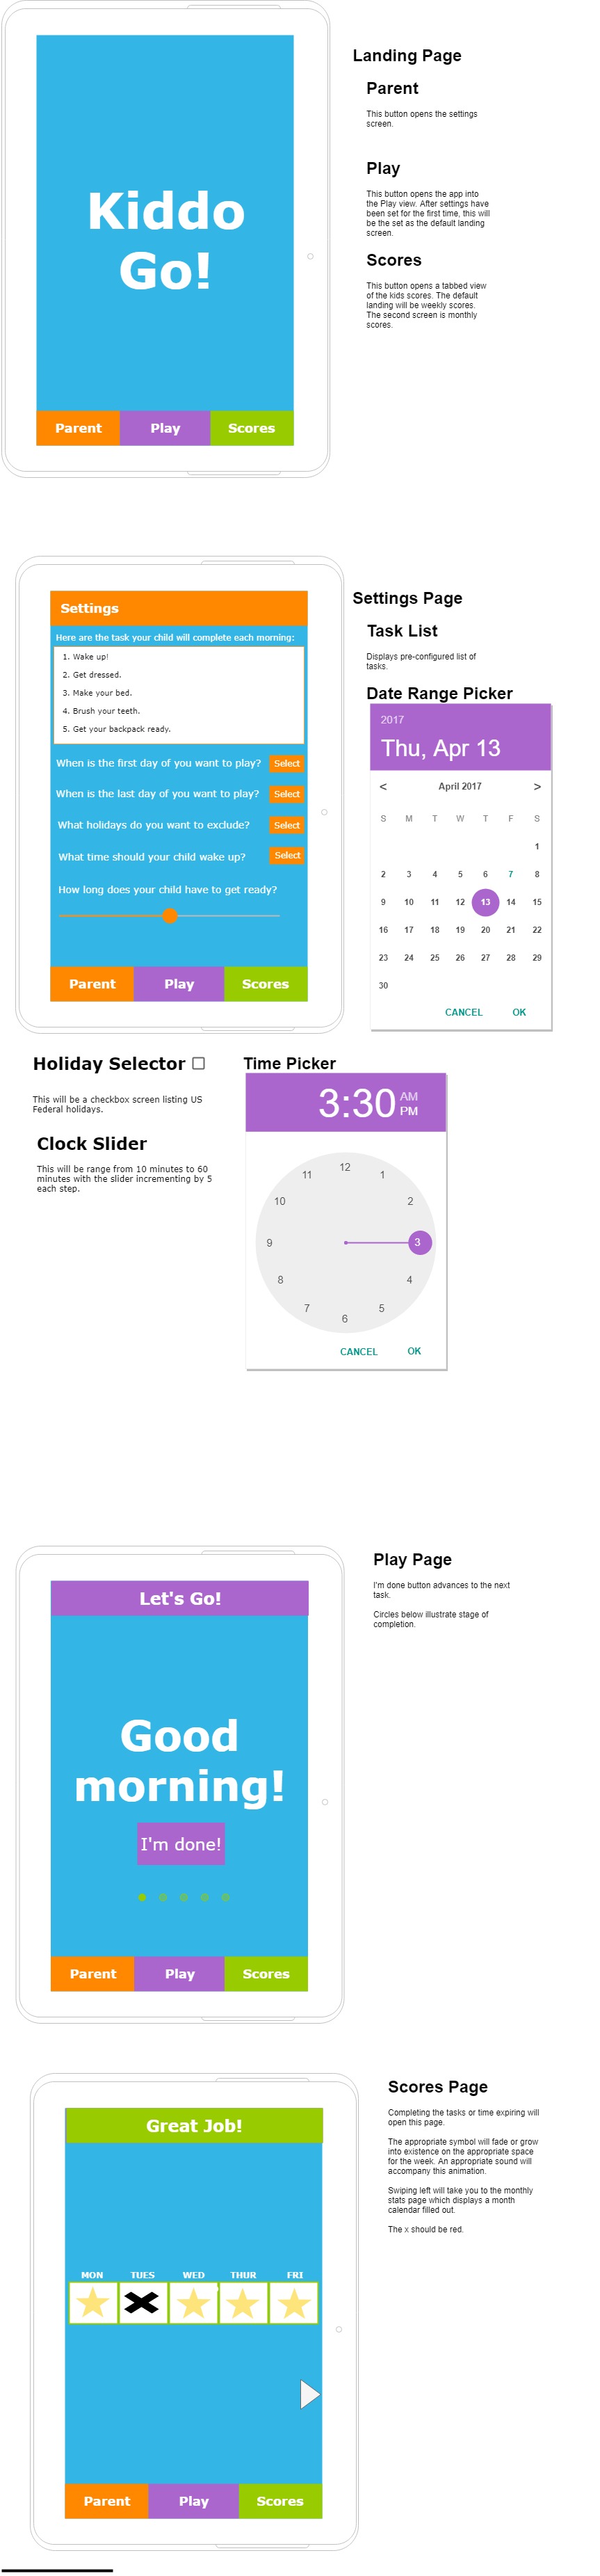 Kiddo
Go!
Parent Play Scores
Landing Page
Parent
This button opens the settings
screen.
Play
This button opens the app into
the Play view. After settings have
been set for the first time, this will
be the set as the default landing
screen.
Scores
This button opens a tabbed view
of the kids scores. The default
landing will be weekly scores.
The second screen is monthly
scores.
Settings
Here are the task your child will complete each morning:
1. Wake up!
2. Get dressed.
3. Make your bed.
4. Brush your teeth.
5. Get your backpack ready.
When is the first day of you want to play? Select
When is the last day of you want to play? Select
What holidays do you want to exclude? Select
What time should your child wake up? Select
How long does your child have to get ready?
Parent Play Scores
Settings Page
Task List
Displays pre-configured list of
tasks.
Date Range Picker
2017
Thu, Apr 13
< April 2017 >
S M T W T F S
1
2 3 4 5 6 7 8
9 10 11 12 13 14 15
16 17 18 19 20 21 22
23 24 25 26 27 28 29
30
CANCEL OK
Holiday Selector
This will be a checkbox screen listing US
Federal holidays.
Clock Slider
This will be range from 10 minutes to 60
minutes with the slider incrementing by 5
each step.
Time Picker
3:30 AM
PM
12
11 1
10 2
9 3
8 4
7 5
6
CANCEL OK
Let's Go!
Good
morning!
I'm done!
Parent Play Scores
Play Page
I'm done button advances to the next
task.
Circles below illustrate stage of
completion.
Great Job!
MON TUES WED THUR FRI
Parent Play Scores
Scores Page
Completing the tasks or time expiring will
open this page.
The appropriate symbol will fade or grow
into existence on the appropriate space
for the week. An appropriate sound will
accompany this animation.
Swiping left will take you to the monthly
stats page which displays a month
calendar filled out.
The x should be red.